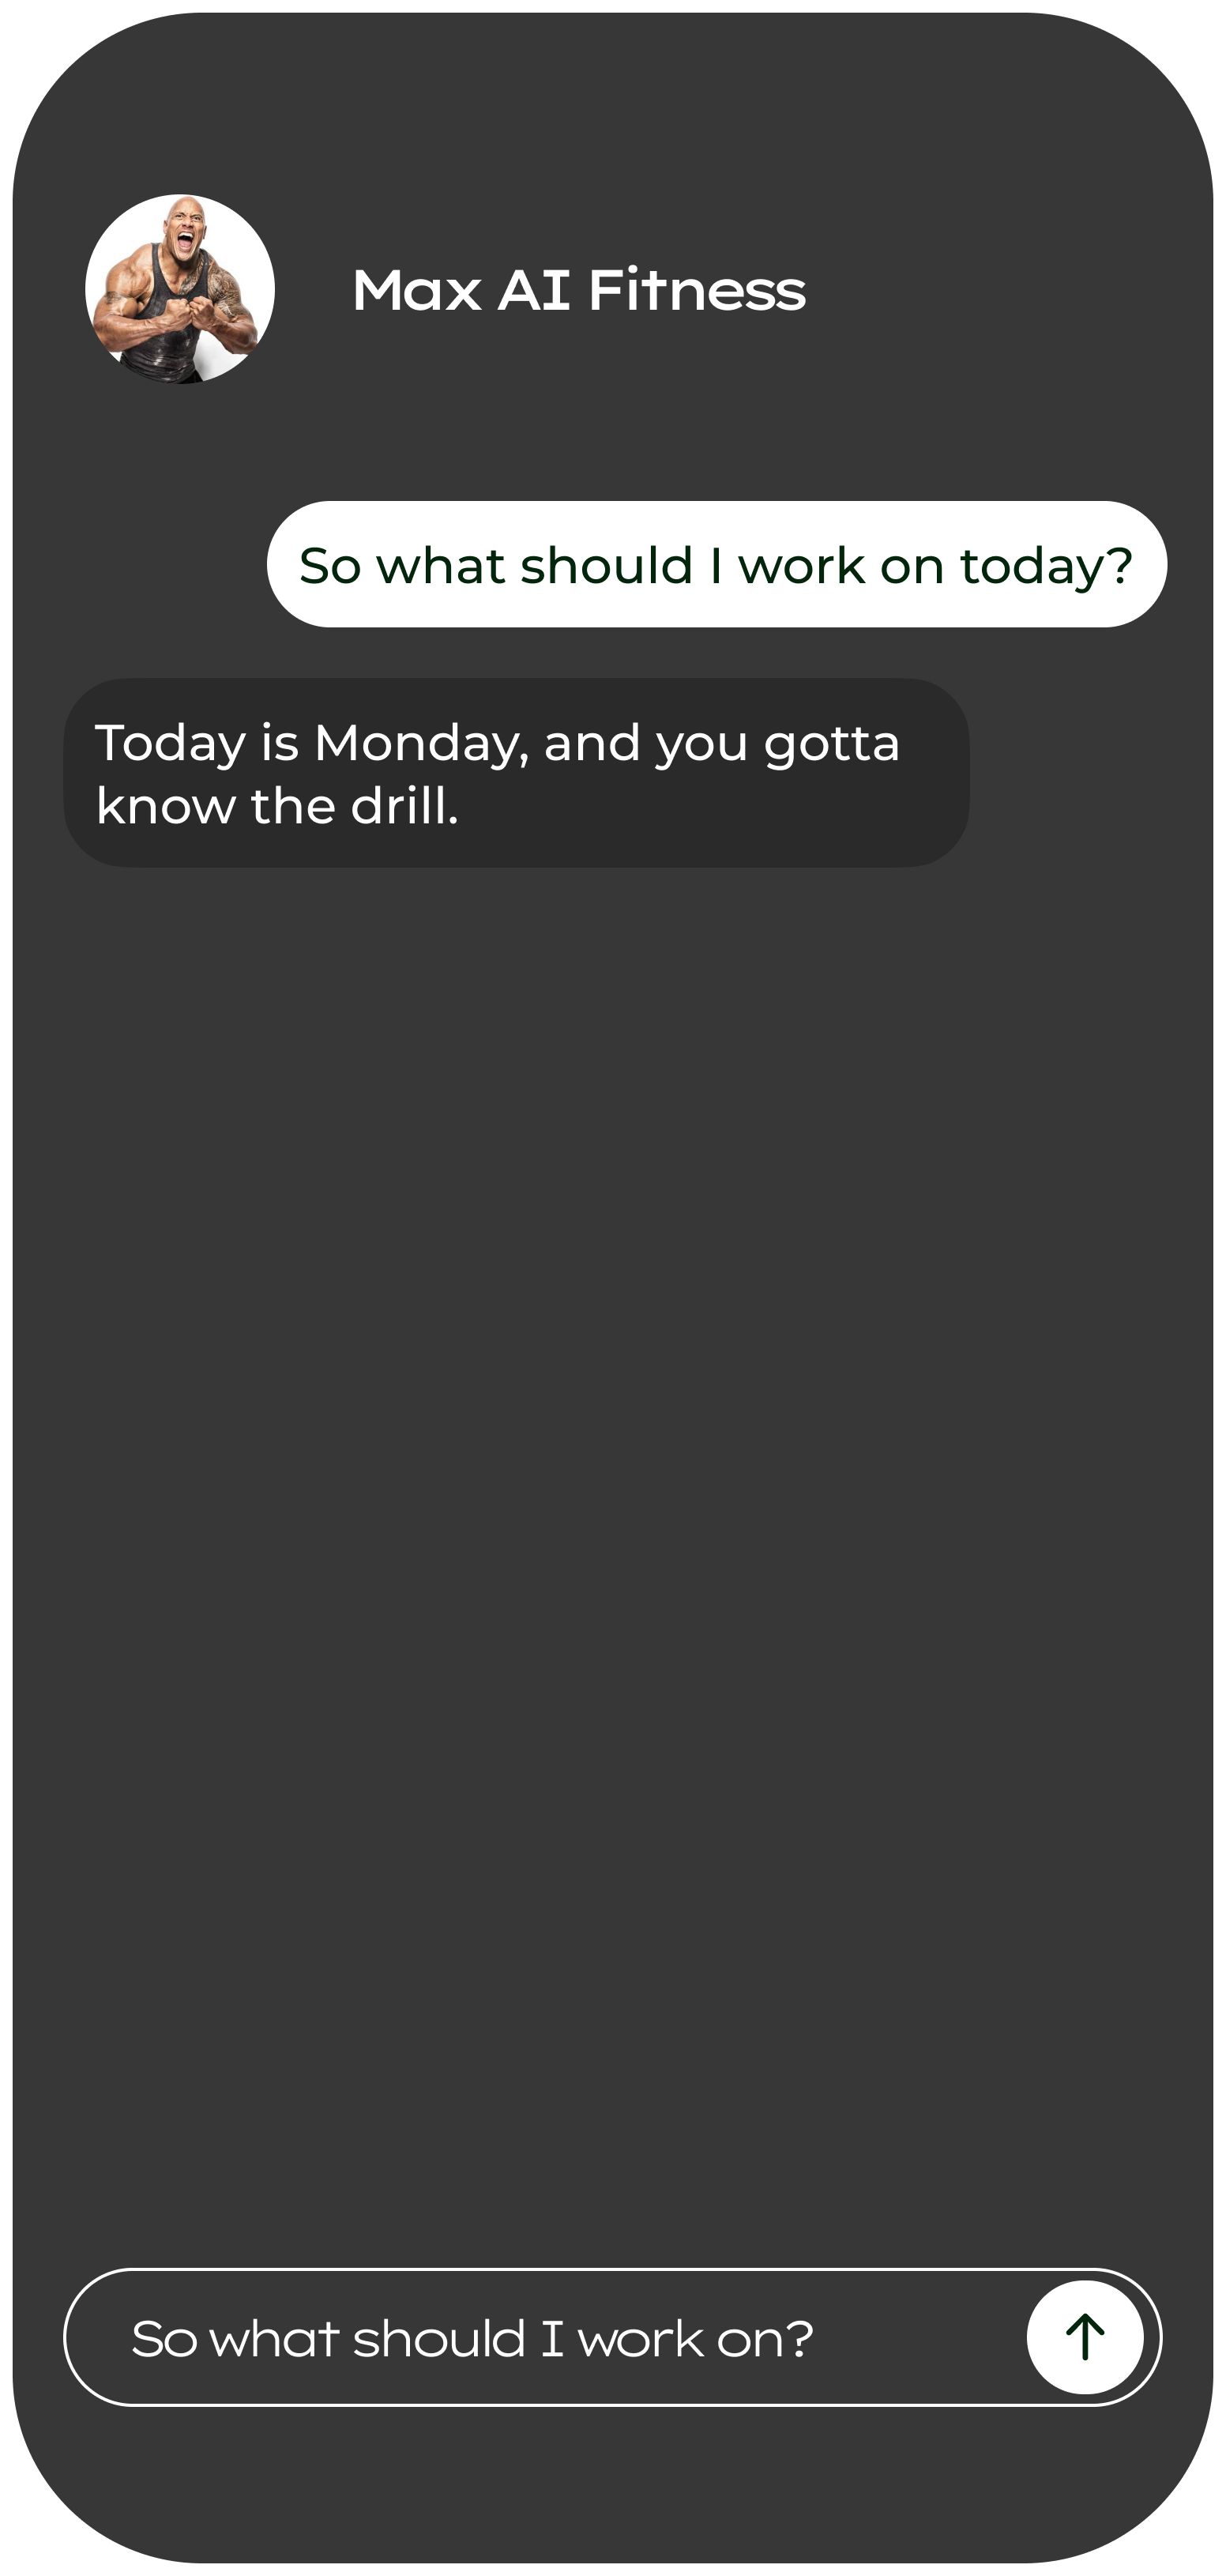 Max AI Fitness
So what should I work on today?
Today is Monday, and you gotta
know the drill.
So what should I work on?